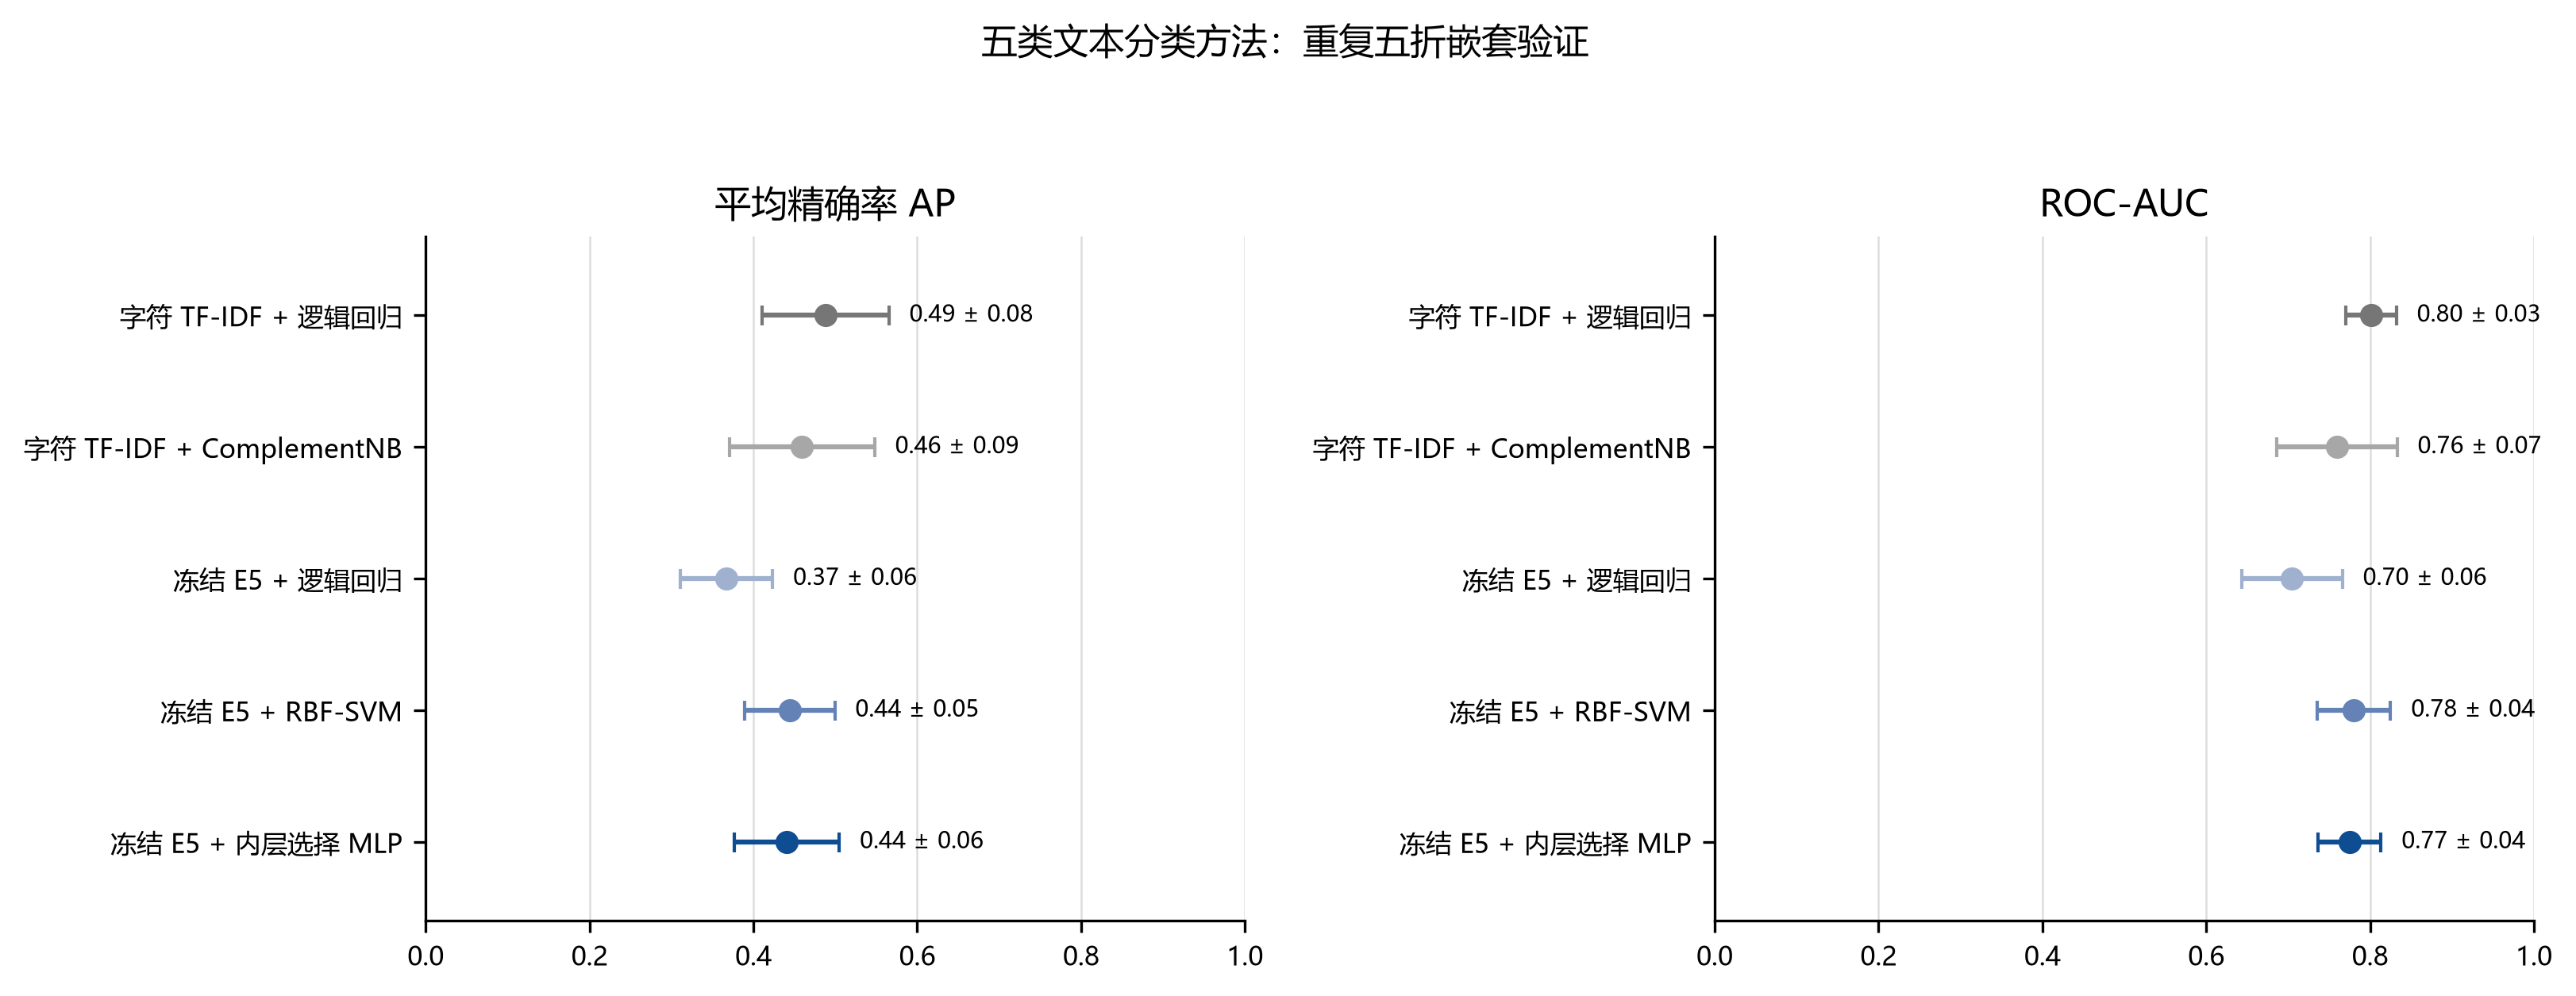 五类文本分类方法：重复五折嵌套验证
平均精确率 AP
字符 TF-IDF + 逻辑回归
0.49 ± 0.08
字符 TF-IDF + ComplementNB
0.46 ± 0.09
冻结 E5 + 逻辑回归
0.37 ± 0.06
冻结 E5 + RBF-SVM
0.44 ± 0.05
冻结 E5 + 内层选择 MLP
0.44 ± 0.06
0.0 0.2 0.4 0.6 0.8 1.0
ROC-AUC
字符 TF-IDF + 逻辑回归
0.80 ± 0.03
字符 TF-IDF + ComplementNB
0.76 ± 0.07
冻结 E5 + 逻辑回归
0.70 ± 0.06
冻结 E5 + RBF-SVM
0.78 ± 0.04
冻结 E5 + 内层选择 MLP
0.77 ± 0.04
0.0 0.2 0.4 0.6 0.8 1.0